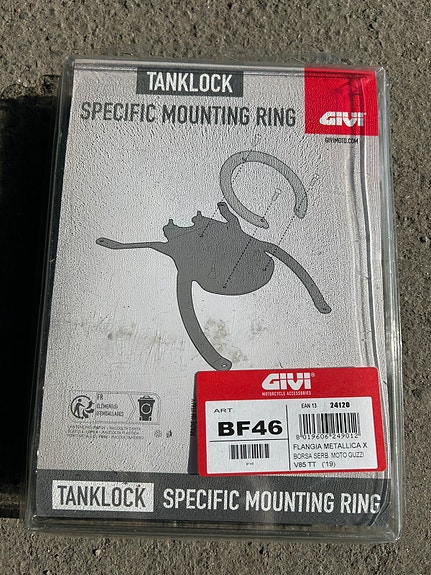 TANKLOCK
SPECIFIC MOUNTING RING
GIVI
GIVIMOTO.COM
FR
GIVI
MOTORCYCLE ACCESSORIES
ART.
BF46
EAN 13 24120
8 019606 249012
FLANGIA METALLICA X
BORSA SERB. MOTO GUZZI
V85 TT ('19)
TANKLOCK SPECIFIC MOUNTING RING